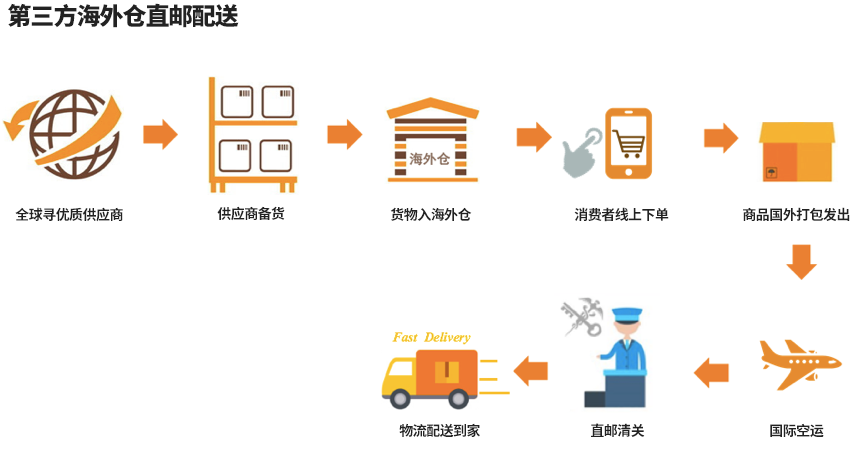 第三方海外仓直邮配送
海外仓
全球寻优质供应商
供应商备货
货物入海外仓
消费者线上下单
商品国外打包发出
Fast Delivery
物流配送到家
直邮清关
国际空运